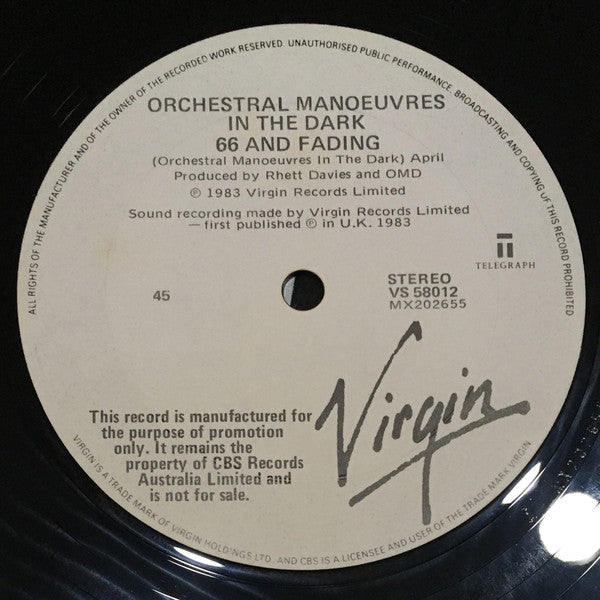 ALL RIGHTS OF THE MANUFACTURER AND OF THE OWNER OF THE RECORDED WORK RESERVED. UNAUTHORISED PUBLIC PERFORMANCE, BROADCASTING AND COPYING OF THIS RECORD PROHIBITED
ORCHESTRAL MANOEUVRES
IN THE DARK
66 AND FADING
(Orchestral Manoeuvres In The Dark) April
Produced by Rhett Davies and OMD
℗ 1983 Virgin Records Limited
Sound recording made by Virgin Records Limited
— first published ℗ in U.K. 1983
TELEGRAPH
45
STEREO
VS 58012
MX202655
Virgin
This record is manufactured for
the purpose of promotion
only. It remains the
property of CBS Records
Australia Limited and
is not for sale.
VIRGIN IS A TRADE MARK OF VIRGIN HOLDINGS LTD. AND CBS IS A LICENSEE AND USER OF THE TRADE MARK VIRGIN